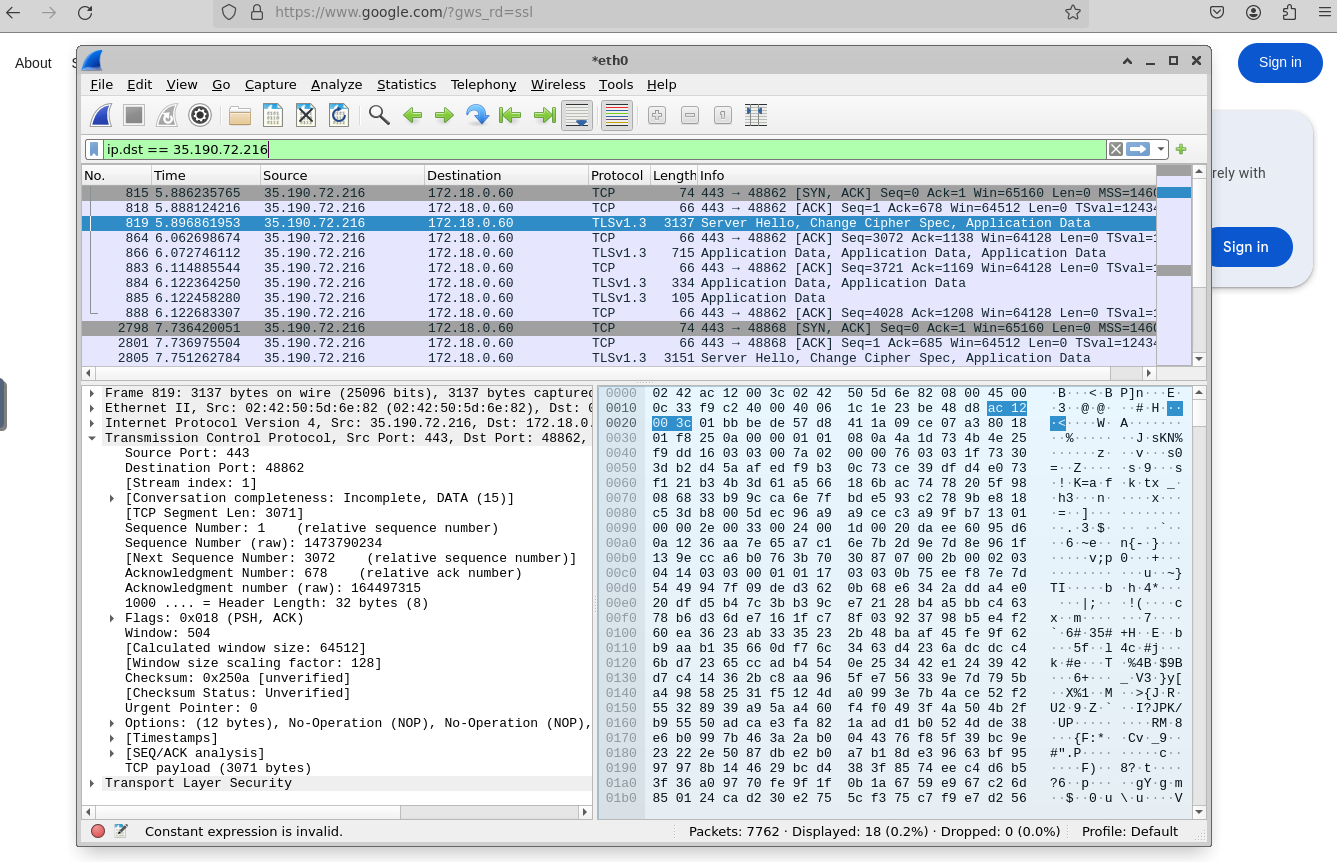 https://www.google.com/?gws_rd=ssl
About
Sign in
*eth0
File Edit View Go Capture Analyze Statistics Telephony Wireless Tools Help
ip.dst == 35.190.72.216
No. Time Source Destination Protocol Length Info
815 5.886235765 35.190.72.216 172.18.0.60 TCP 74 443 → 48862 [SYN, ACK] Seq=0 Ack=1 Win=65160 Len=0 MSS=1460
818 5.888124216 35.190.72.216 172.18.0.60 TCP 66 443 → 48862 [ACK] Seq=1 Ack=678 Win=64512 Len=0 TSval=12434
819 5.896861953 35.190.72.216 172.18.0.60 TLSv1.3 3137 Server Hello, Change Cipher Spec, Application Data
864 6.062698674 35.190.72.216 172.18.0.60 TCP 66 443 → 48862 [ACK] Seq=3072 Ack=1138 Win=64128 Len=0 TSval=1
866 6.072746112 35.190.72.216 172.18.0.60 TLSv1.3 715 Application Data, Application Data, Application Data
883 6.114885544 35.190.72.216 172.18.0.60 TCP 66 443 → 48862 [ACK] Seq=3721 Ack=1169 Win=64128 Len=0 TSval=1
884 6.122364250 35.190.72.216 172.18.0.60 TLSv1.3 334 Application Data, Application Data
885 6.122458280 35.190.72.216 172.18.0.60 TLSv1.3 105 Application Data
888 6.122683307 35.190.72.216 172.18.0.60 TCP 66 443 → 48862 [ACK] Seq=4028 Ack=1208 Win=64128 Len=0 TSval=1
2798 7.736420051 35.190.72.216 172.18.0.60 TCP 74 443 → 48868 [SYN, ACK] Seq=0 Ack=1 Win=65160 Len=0 MSS=1460
2801 7.736975504 35.190.72.216 172.18.0.60 TCP 66 443 → 48868 [ACK] Seq=1 Ack=685 Win=64512 Len=0 TSval=12434
2805 7.751262784 35.190.72.216 172.18.0.60 TLSv1.3 3151 Server Hello, Change Cipher Spec, Application Data
rely with
Sign in
Frame 819: 3137 bytes on wire (25096 bits), 3137 bytes captured
Ethernet II, Src: 02:42:50:5d:6e:82 (02:42:50:5d:6e:82), Dst: 0
Internet Protocol Version 4, Src: 35.190.72.216, Dst: 172.18.0.
Transmission Control Protocol, Src Port: 443, Dst Port: 48862,
Source Port: 443
Destination Port: 48862
[Stream index: 1]
[Conversation completeness: Incomplete, DATA (15)]
[TCP Segment Len: 3071]
Sequence Number: 1 (relative sequence number)
Sequence Number (raw): 1473790234
[Next Sequence Number: 3072 (relative sequence number)]
Acknowledgment Number: 678 (relative ack number)
Acknowledgment number (raw): 164497315
1000 .... = Header Length: 32 bytes (8)
Flags: 0x018 (PSH, ACK)
Window: 504
[Calculated window size: 64512]
[Window size scaling factor: 128]
Checksum: 0x250a [unverified]
[Checksum Status: Unverified]
Urgent Pointer: 0
Options: (12 bytes), No-Operation (NOP), No-Operation (NOP),
[Timestamps]
[SEQ/ACK analysis]
TCP payload (3071 bytes)
Transport Layer Security
0000 02 42 ac 12 00 3c 02 42 50 5d 6e 82 08 00 45 00
0010 0c 33 f9 c2 40 00 40 06 1c 1e 23 be 48 d8 ac 12
0020 00 3c 01 bb be de 57 d8 41 1a 09 ce 07 a3 80 18
0030 01 f8 25 0a 00 00 01 01 08 0a 4a 1d 73 4b 4e 25
0040 f9 dd 16 03 03 00 7a 02 00 00 76 03 03 1f 73 30
0050 3d b2 d4 5a af ed f9 b3 0c 73 ce 39 df d4 e0 73
0060 f1 21 b3 4b 3d 61 a5 66 18 6b ac 74 78 20 5f 98
0070 08 68 33 b9 9c ca 6e 7f bd e5 93 c2 78 9b e8 18
0080 c5 3d b8 00 5d ec 96 a9 a9 ce c3 a9 9f b7 13 01
0090 00 00 2e 00 33 00 24 00 1d 00 20 da ee 60 95 d6
00a0 0a 12 36 aa 7e 65 a7 c1 6e 7b 2d 9e 7d 8e 96 1f
00b0 13 9e cc a6 b0 76 3b 70 30 87 07 00 2b 00 02 03
00c0 04 14 03 03 00 01 01 17 03 03 0b 75 ee f8 7e 7d
00d0 54 49 94 7f 09 de d3 62 0b 68 e6 34 2a dd a4 e0
00e0 20 df d5 b4 7c 3b b3 9c e7 21 28 b4 a5 bb c4 63
00f0 78 b6 d3 6d e7 16 1f c7 8f 03 92 37 98 b5 e4 f2
0100 60 ea 36 23 ab 33 35 23 2b 48 ba af 45 fe 9f 62
0110 b9 aa b1 35 66 0d f7 6c 34 63 d4 23 6a dc dc c4
0120 6b d7 23 65 cc ad b4 54 0e 25 34 42 e1 24 39 42
0130 d7 c4 14 36 2b c8 aa 96 5f e7 56 33 9e 7d 79 5b
0140 a4 98 58 25 31 f5 12 4d a0 99 3e 7b 4a ce 52 f2
0150 55 32 89 39 a9 5a a4 60 f4 f0 49 3f 4a 50 4b 2f
0160 b9 55 50 ad ca e3 fa 82 1a ad d1 b0 52 4d de 38
0170 e6 b0 99 7b 46 3a 2a b0 04 43 76 f8 5f 39 bc 9e
0180 23 22 2e 50 87 db e2 b0 a7 b1 8d e3 96 63 bf 95
0190 97 97 8b 14 46 29 bc d4 38 3f 85 74 ee c4 d6 b5
01a0 3f 36 a0 97 70 fe 9f 1f 0b 1a 67 59 e9 67 c2 6d
01b0 85 01 24 ca d2 30 e2 75 5c f3 75 c7 f9 e7 d2 56
Constant expression is invalid.
Packets: 7762 · Displayed: 18 (0.2%) · Dropped: 0 (0.0%)
Profile: Default